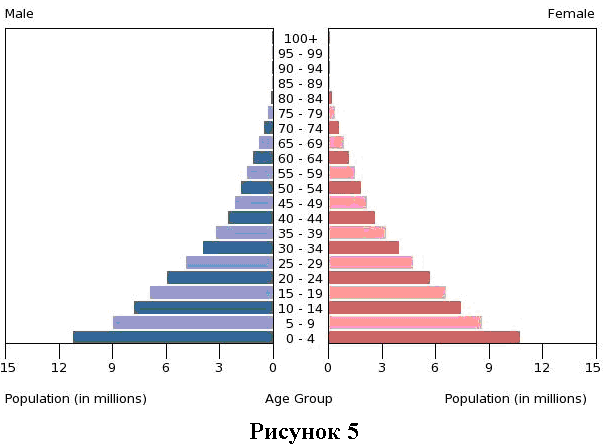 Male Female
100+
95 - 99
90 - 94
85 - 89
80 - 84
75 - 79
70 - 74
65 - 69
60 - 64
55 - 59
50 - 54
45 - 49
40 - 44
35 - 39
30 - 34
25 - 29
20 - 24
15 - 19
10 - 14
5 - 9
0 - 4
15 12 9 6 3 0 0 3 6 9 12 15
Population (in millions) Age Group Population (in millions)
Рисунок 5